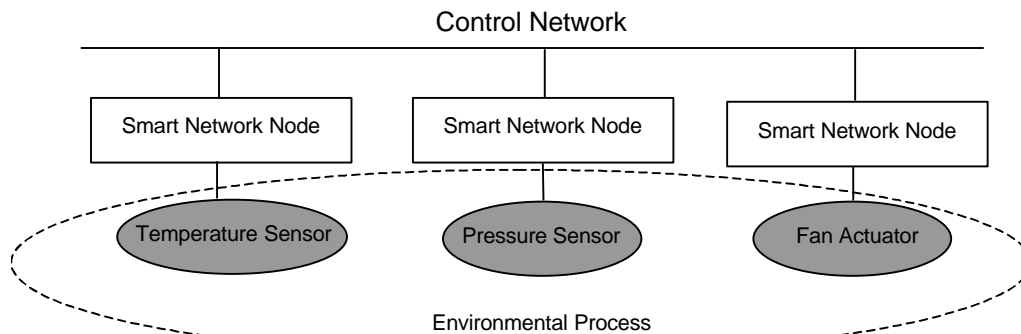 Control Network
Smart Network Node
Smart Network Node
Smart Network Node
Temperature Sensor
Pressure Sensor
Fan Actuator
Environmental Process